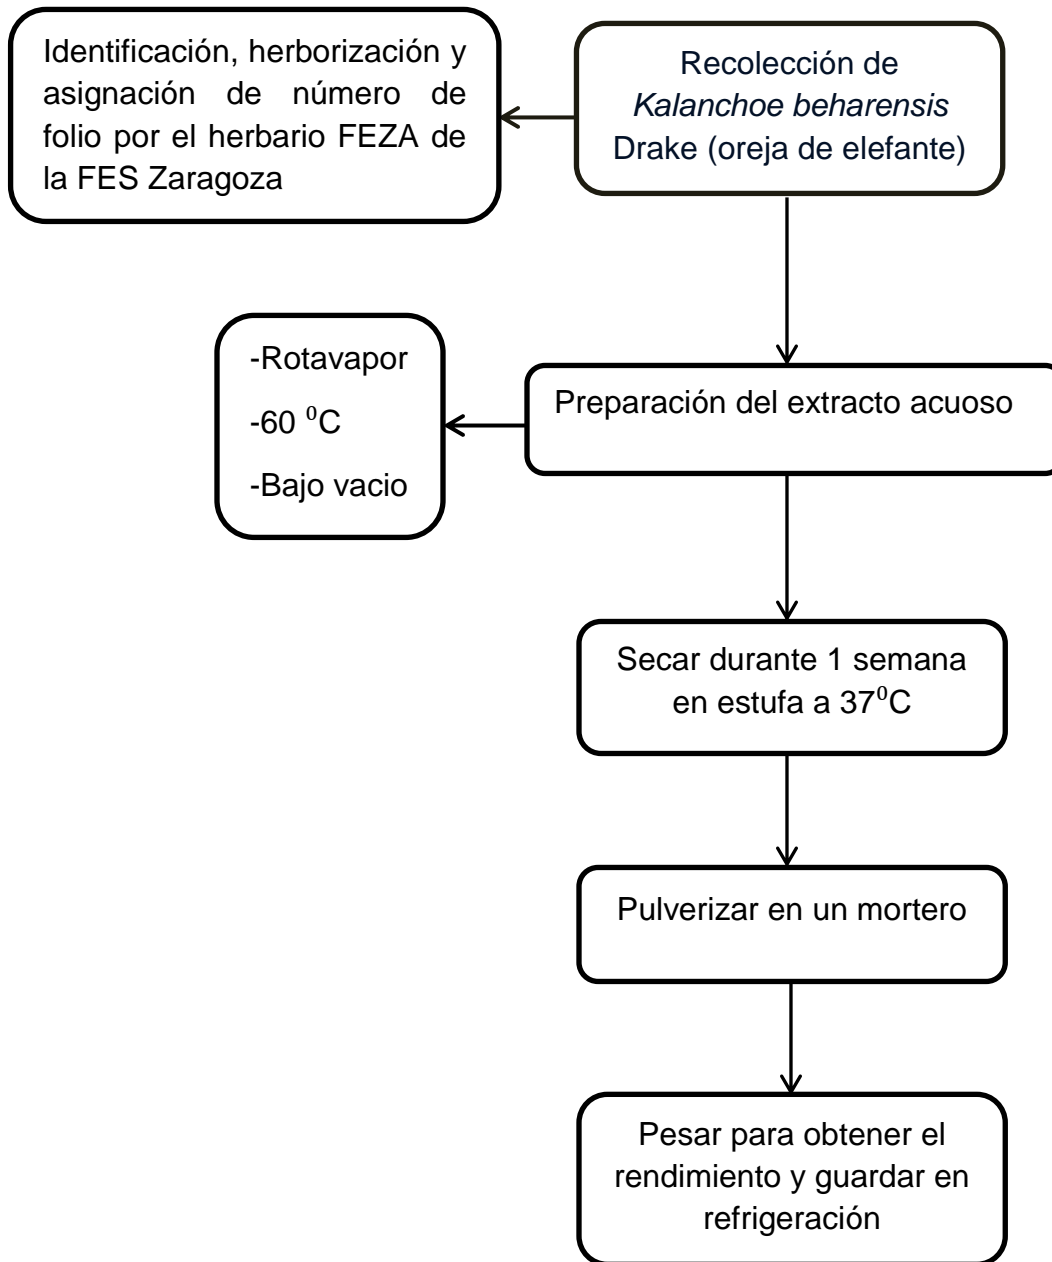 Identificación, herborización y
asignación de número de
folio por el herbario FEZA de
la FES Zaragoza
Recolección de
Kalanchoe beharensis
Drake (oreja de elefante)
-Rotavapor
-60 ⁰C
-Bajo vacio
Preparación del extracto acuoso
Secar durante 1 semana
en estufa a 37⁰C
Pulverizar en un mortero
Pesar para obtener el
rendimiento y guardar en
refrigeración